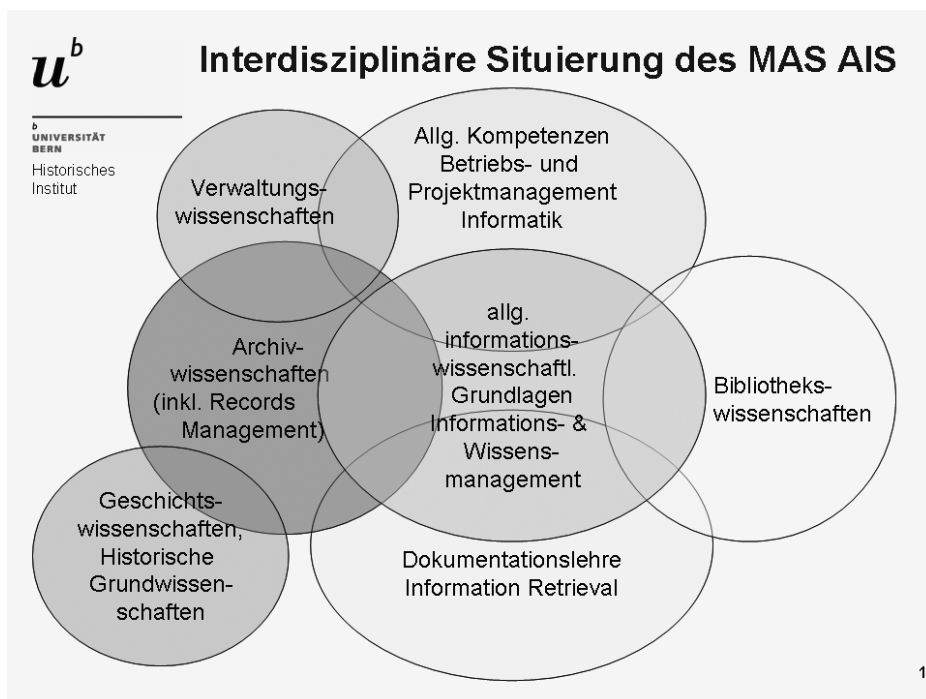 u^b
Interdisziplinäre Situierung des MAS AIS
b
UNIVERSITÄT
BERN
Historisches
Institut
Verwaltungs-
wissenschaften
Allg. Kompetenzen
Betriebs- und
Projektmanagement
Informatik
Archiv-
wissenschaften
(inkl. Records
Management)
allg.
informations-
wissenschaftl.
Grundlagen
Informations- &
Wissens-
management
Bibliotheks-
wissenschaften
Geschichts-
wissenschaften,
Historische
Grundwissen-
schaften
Dokumentationslehre
Information Retrieval
1